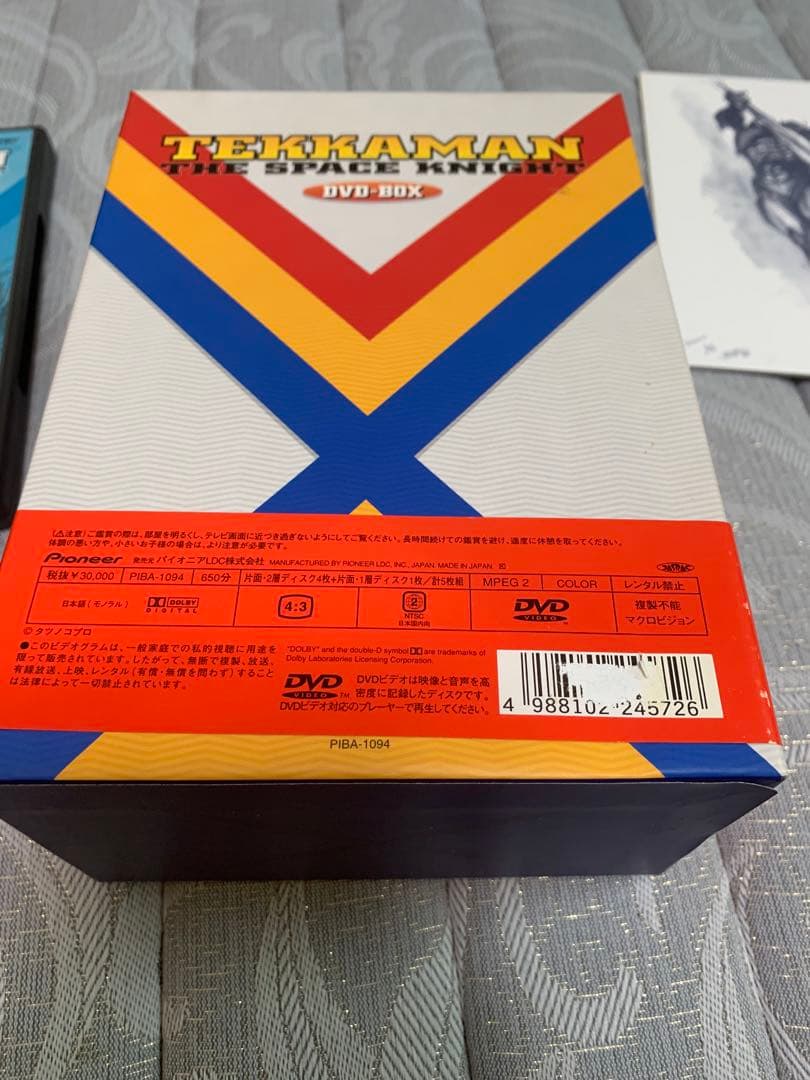 TEKKAMAN
THE SPACE KNIGHT
DVD-BOX
(⚠注意)ご鑑賞の際は、部屋を明るくし、テレビ画面に近づき過ぎないようにしてご覧ください。長時間続けての鑑賞を避け、適度に休憩を取ってください。
体調の悪い方や、小さいお子様の場合は、より注意が必要です。
Pioneer 発売元 パイオニアLDC株式会社 MANUFACTURED BY PIONEER LDC, INC., JAPAN. MADE IN JAPAN.
税抜¥30,000 PIBA-1094 650分 片面・2層ディスク4枚+片面・1層ディスク1枚/計5枚組 MPEG 2 COLOR レンタル禁止
日本語(モノラル) DOLBY DIGITAL 4:3 2 NTSC 日本国内向 DVD VIDEO™ 複製不能 マクロビジョン
©タツノコプロ
●このビデオグラムは、一般家庭での私的視聴に用途を
限って販売されています。したがって、無断で複製、放送、
有線放送、上映、レンタル(有償・無償を問わず)すること
は法律によって一切禁止されています。
"DOLBY" and the double-D symbol are trademarks of
Dolby Laboratories Licensing Corporation.
DVD VIDEO™ DVDビデオは映像と音声を高
密度に記録したディスクです。
DVDビデオ対応のプレーヤーで再生してください。
4 988102 245726
PIBA-1094